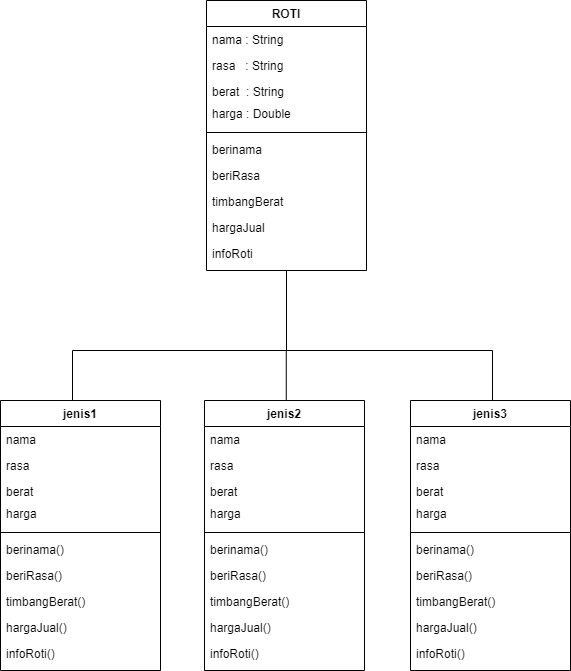 ROTI
nama : String
rasa : String
berat : String
harga : Double
berinama
beriRasa
timbangBerat
hargaJual
infoRoti
jenis1
nama
rasa
berat
harga
berinama()
beriRasa()
timbangBerat()
hargaJual()
infoRoti()
jenis2
nama
rasa
berat
harga
berinama()
beriRasa()
timbangBerat()
hargaJual()
infoRoti()
jenis3
nama
rasa
berat
harga
berinama()
beriRasa()
timbangBerat()
hargaJual()
infoRoti()